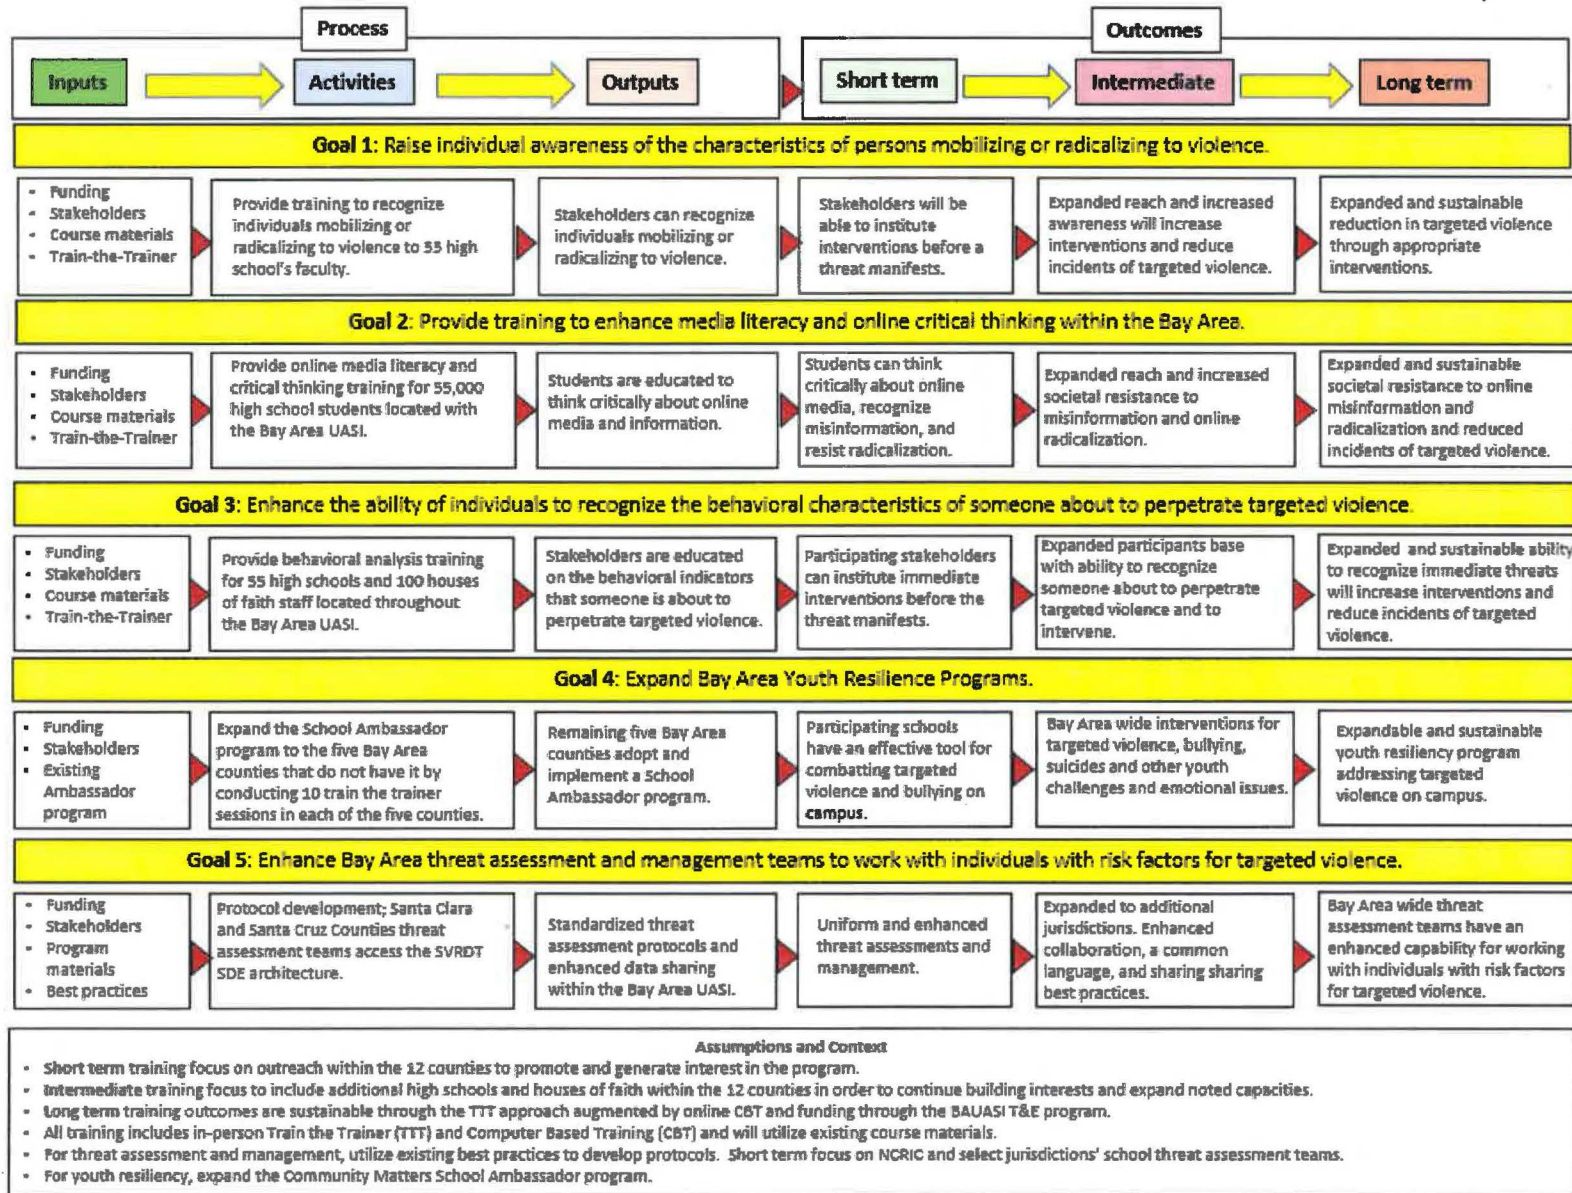 Process
Outcomes
Inputs
Activities
Outputs
Short term
Intermediate
Long term
Goal 1: Raise individual awareness of the characteristics of persons mobilizing or radicalizing to violence.
- Funding
- Stakeholders
- Course materials
- Train-the-Trainer
Provide training to recognize
individuals mobilizing or
radicalizing to violence to 55 high
school's faculty.
Stakeholders can recognize
individuals mobilizing or
radicalizing to violence.
Stakeholders will be
able to institute
interventions before a
threat manifests.
Expanded reach and increased
awareness will increase
interventions and reduce
incidents of targeted violence.
Expanded and sustainable
reduction in targeted violence
through appropriate
interventions.
Goal 2: Provide training to enhance media literacy and online critical thinking within the Bay Area.
• Funding
• Stakeholders
• Course materials
• Train-the-Trainer
Provide online media literacy and
critical thinking training for 55,000
high school students located with
the Bay Area UASI.
Students are educated to
think critically about online
media and information.
Students can think
critically about online
media, recognize
misinformation, and
resist radicalization.
Expanded reach and increased
societal resistance to
misinformation and online
radicalization.
Expanded and sustainable
societal resistance to online
misinformation and
radicalization and reduced
incidents of targeted violence.
Goal 3: Enhance the ability of individuals to recognize the behavioral characteristics of someone about to perpetrate targeted violence.
▪ Funding
• Stakeholders
▪ Course materials
• Train-the-Trainer
Provide behavioral analysis training
for 55 high schools and 100 houses
of faith staff located throughout
the Bay Area UASI.
Stakeholders are educated
on the behavioral indicators
that someone is about to
perpetrate targeted violence.
Participating stakeholders
can institute immediate
interventions before the
threat manifests.
Expanded participants base
with ability to recognize
someone about to perpetrate
targeted violence and to
intervene.
Expanded and sustainable ability
to recognize immediate threats
will increase interventions and
reduce incidents of targeted
violence.
Goal 4: Expand Bay Area Youth Resilience Programs.
▪ Funding
▪ Stakeholders
▪ Existing
Ambassador
program
Expand the School Ambassador
program to the five Bay Area
counties that do not have it by
conducting 10 train the trainer
sessions in each of the five counties.
Remaining five Bay Area
counties adopt and
implement a School
Ambassador program.
Participating schools
have an effective tool for
combatting targeted
violence and bullying on
campus.
Bay Area wide interventions for
targeted violence, bullying,
suicides and other youth
challenges and emotional issues.
Expandable and sustainable
youth resiliency program
addressing targeted
violence on campus.
Goal 5: Enhance Bay Area threat assessment and management teams to work with individuals with risk factors for targeted violence.
• Funding
• Stakeholders
• Program
materials
• Best practices
Protocol development; Santa Clara
and Santa Cruz Counties threat
assessment teams access the SVRDT
SDE architecture.
Standardized threat
assessment protocols and
enhanced data sharing
within the Bay Area UASI.
Uniform and enhanced
threat assessments and
management.
Expanded to additional
jurisdictions. Enhanced
collaboration, a common
language, and sharing sharing
best practices.
Bay Area wide threat
assessment teams have an
enhanced capability for working
with individuals with risk factors
for targeted violence.
Assumptions and Context
• Short term training focus on outreach within the 12 counties to promote and generate interest in the program.
• Intermediate training focus to include additional high schools and houses of faith within the 12 counties in order to continue building interests and expand noted capacities.
• Long term training outcomes are sustainable through the TTT approach augmented by online CBT and funding through the BAUASI T&E program.
• All training includes in-person Train the Trainer (TTT) and Computer Based Training (CBT) and will utilize existing course materials.
• For threat assessment and management, utilize existing best practices to develop protocols. Short term focus on NCRIC and select jurisdictions' school threat assessment teams.
• For youth resiliency, expand the Community Matters School Ambassador program.